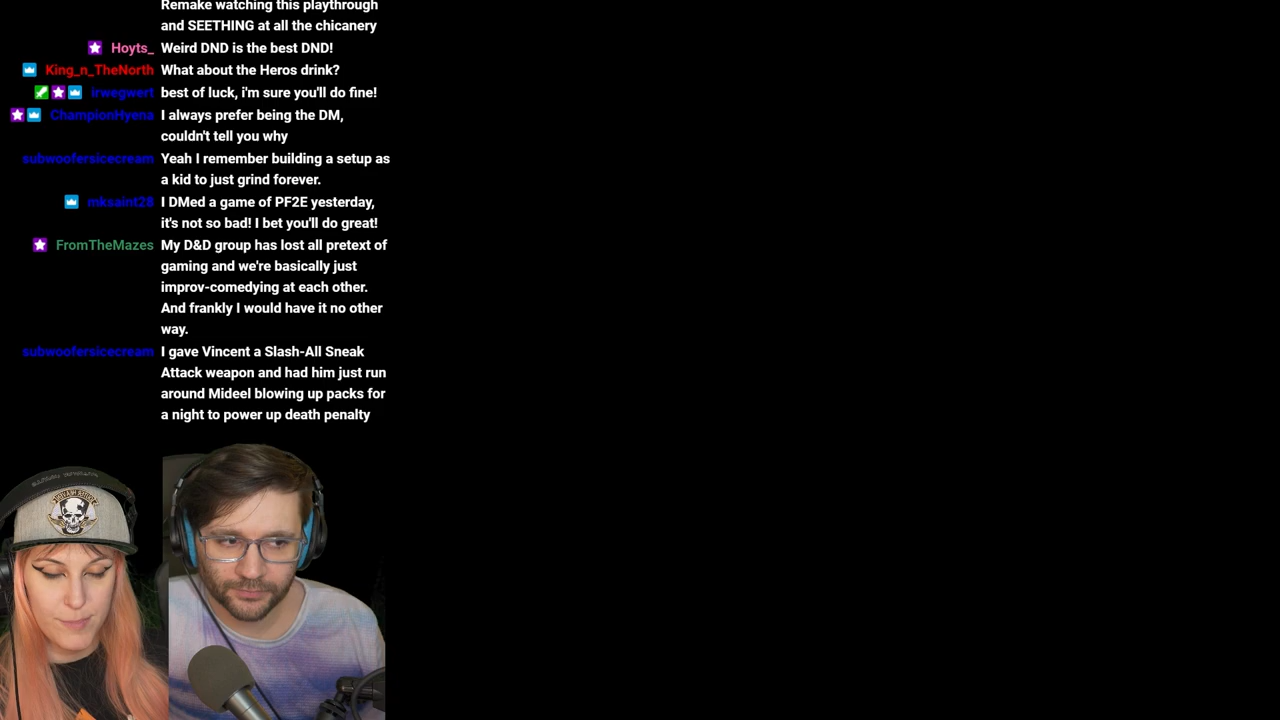 Remake watching this playthrough
and SEETHING at all the chicanery
Hoyts_ Weird DND is the best DND!
King_n_TheNorth What about the Heros drink?
irwegwert best of luck, i'm sure you'll do fine!
ChampionHyena I always prefer being the DM,
couldn't tell you why
subwoofersicecream Yeah I remember building a setup as
a kid to just grind forever.
mksaint28 I DMed a game of PF2E yesterday,
it's not so bad! I bet you'll do great!
FromTheMazes My D&D group has lost all pretext of
gaming and we're basically just
improv-comedying at each other.
And frankly I would have it no other
way.
subwoofersicecream I gave Vincent a Slash-All Sneak
Attack weapon and had him just run
around Mideel blowing up packs for
a night to power up death penalty